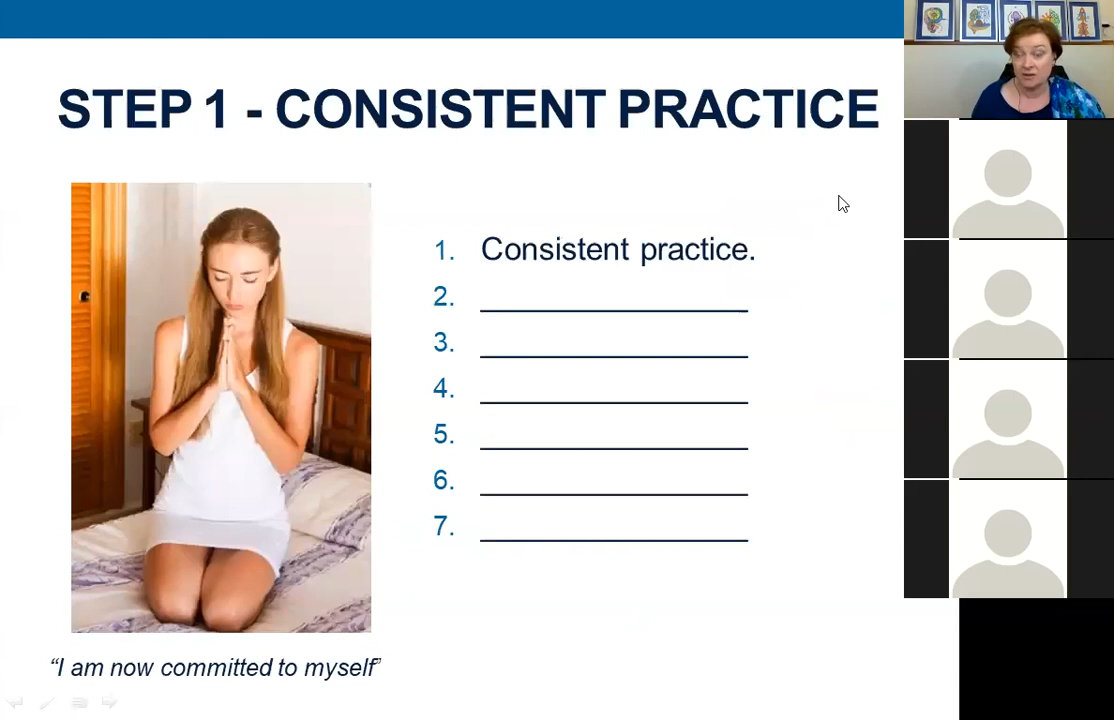 STEP 1 - CONSISTENT PRACTICE
1. Consistent practice.
2.
3.
4.
5.
6.
7.
“I am now committed to myself”